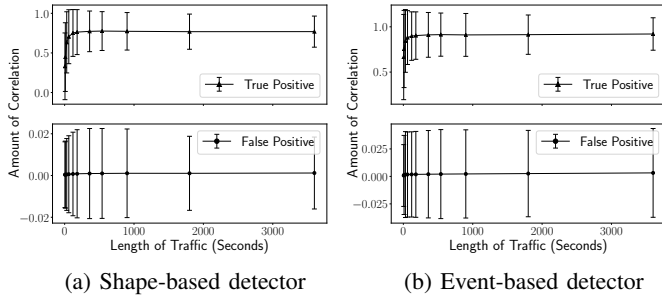 Amount of Correlation
1.0
0.5
0.0
True Positive
0.02
0.00
−0.02
False Positive
0 1000 2000 3000
Length of Traffic (Seconds)
(a) Shape-based detector
Amount of Correlation
1.0
0.5
True Positive
0.025
0.000
−0.025
False Positive
0 1000 2000 3000
Length of Traffic (Seconds)
(b) Event-based detector